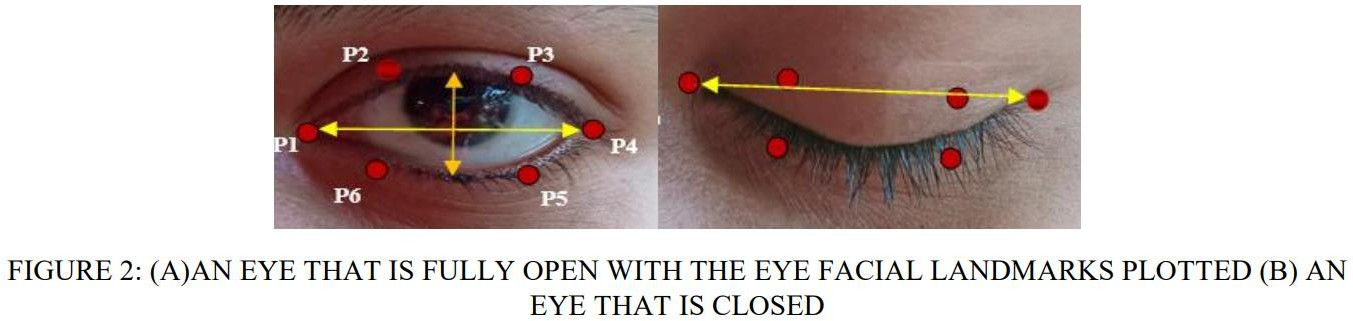 P2 P3
P1 P4
P6 P5
FIGURE 2: (A)AN EYE THAT IS FULLY OPEN WITH THE EYE FACIAL LANDMARKS PLOTTED (B) AN
EYE THAT IS CLOSED